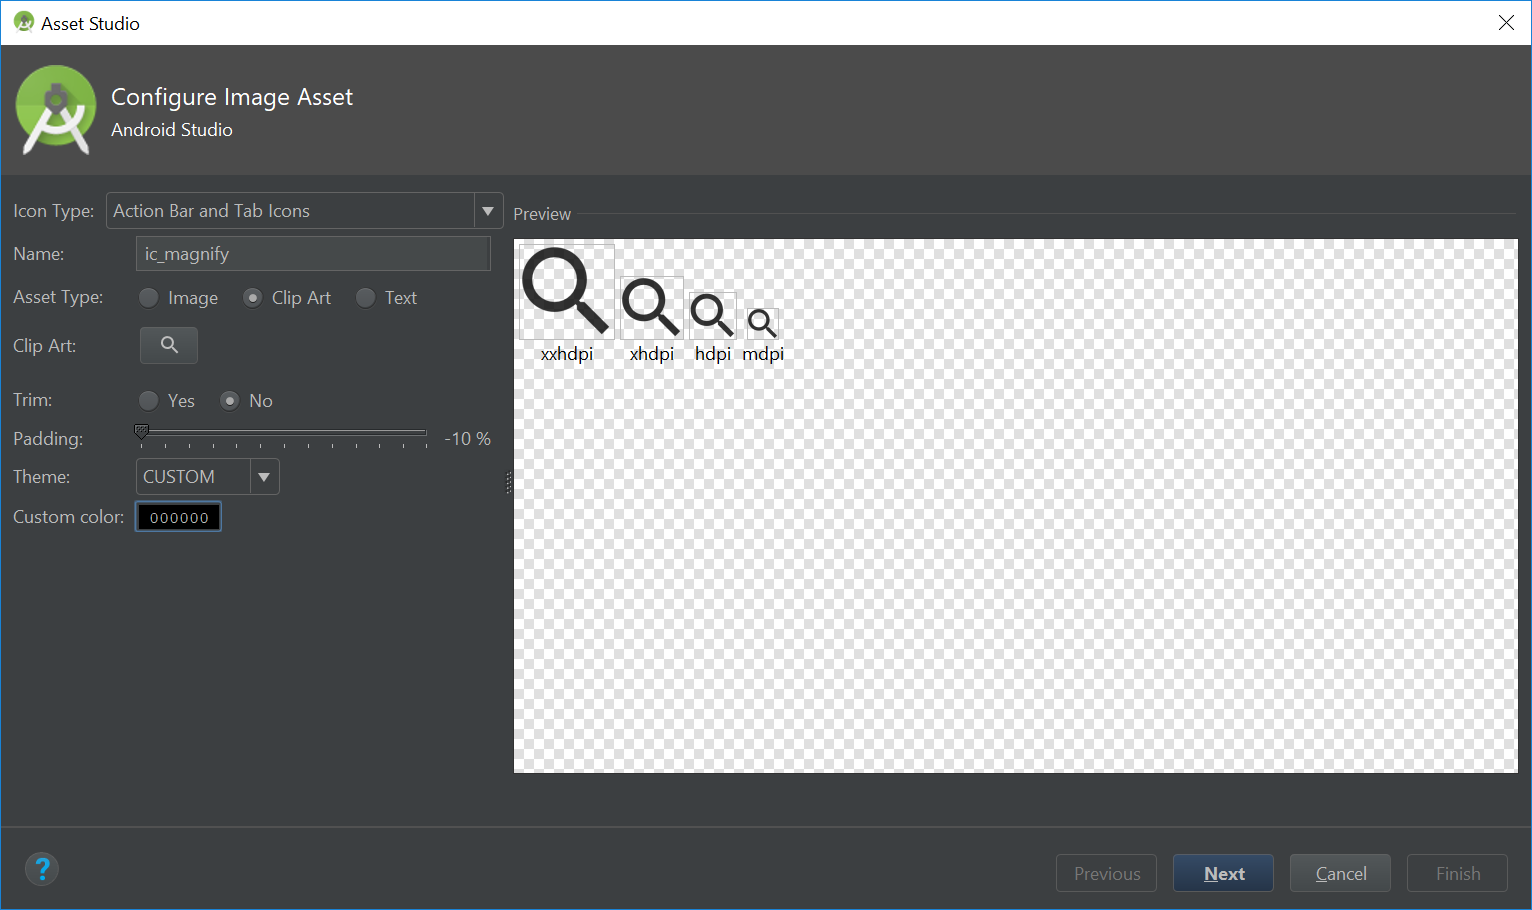 Asset Studio
Configure Image Asset
Android Studio
Icon Type: Action Bar and Tab Icons
Preview
Name: ic_magnify
Asset Type: Image Clip Art Text
Clip Art:
xxhdpi xhdpi hdpi mdpi
Trim: Yes No
Padding: -10 %
Theme: CUSTOM
Custom color: 000000
? Previous Next Cancel Finish